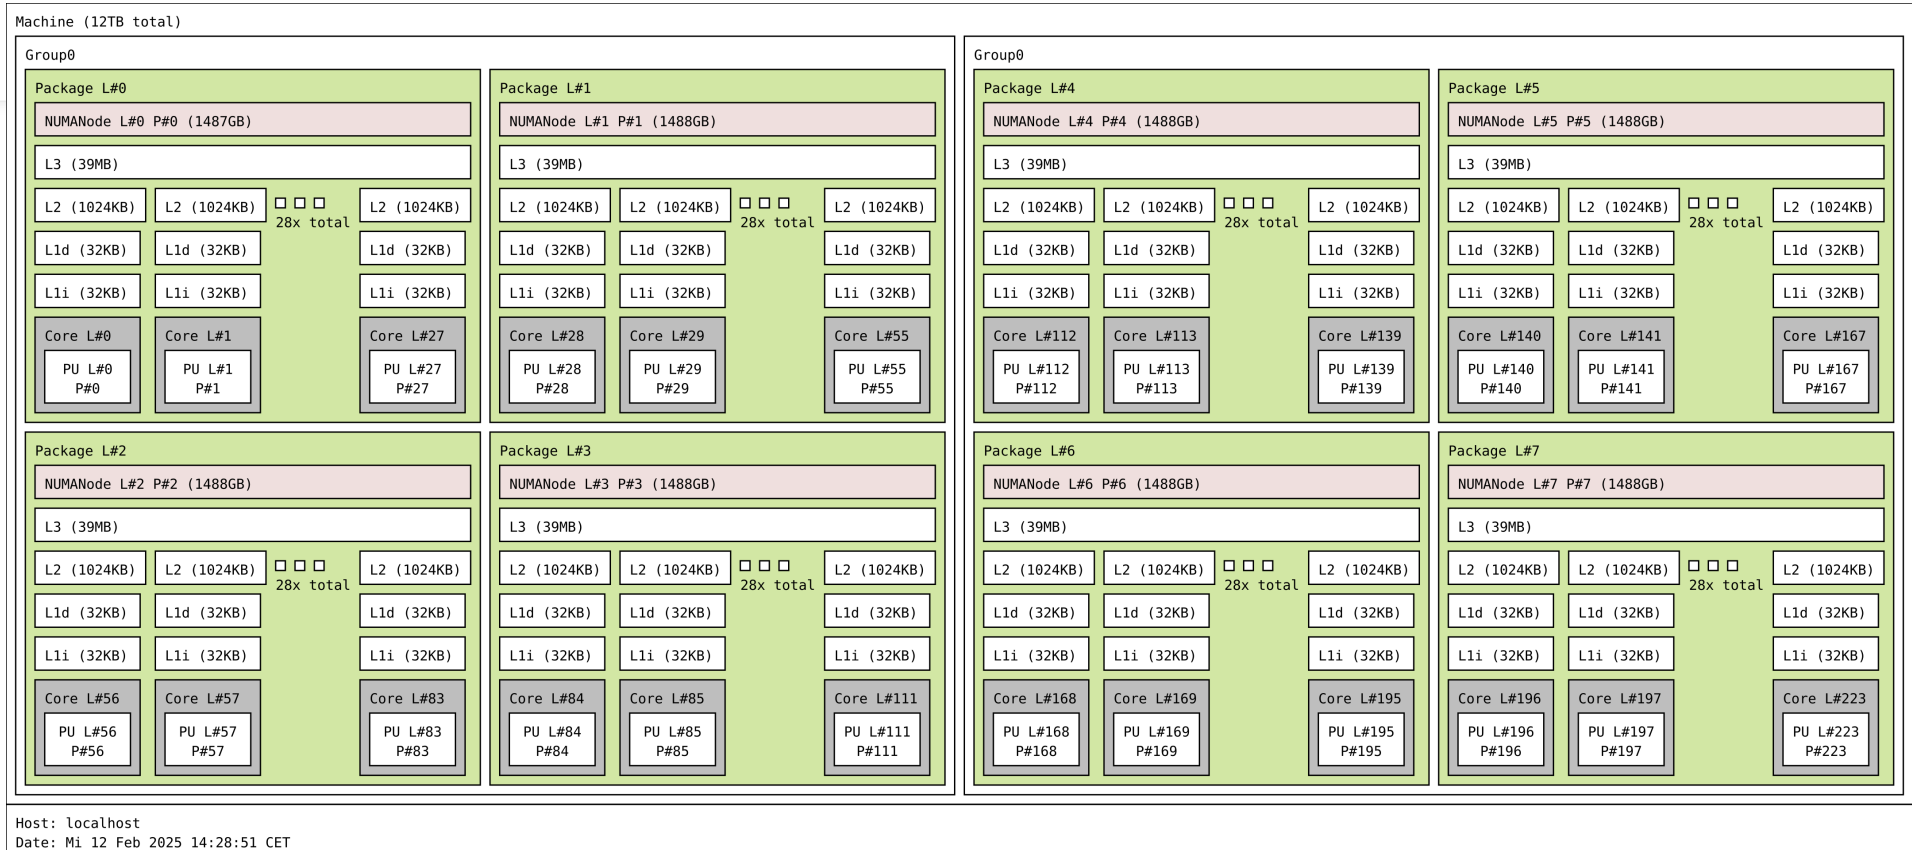 Machine (12TB total)
Group0
Package L#0
NUMANode L#0 P#0 (1487GB)
L3 (39MB)
L2 (1024KB) L2 (1024KB) L2 (1024KB)
28x total
L1d (32KB) L1d (32KB) L1d (32KB)
L1i (32KB) L1i (32KB) L1i (32KB)
Core L#0 Core L#1 Core L#27
PU L#0 PU L#1 PU L#27
P#0 P#1 P#27
Package L#1
NUMANode L#1 P#1 (1488GB)
L3 (39MB)
L2 (1024KB) L2 (1024KB) L2 (1024KB)
28x total
L1d (32KB) L1d (32KB) L1d (32KB)
L1i (32KB) L1i (32KB) L1i (32KB)
Core L#28 Core L#29 Core L#55
PU L#28 PU L#29 PU L#55
P#28 P#29 P#55
Package L#2
NUMANode L#2 P#2 (1488GB)
L3 (39MB)
L2 (1024KB) L2 (1024KB) L2 (1024KB)
28x total
L1d (32KB) L1d (32KB) L1d (32KB)
L1i (32KB) L1i (32KB) L1i (32KB)
Core L#56 Core L#57 Core L#83
PU L#56 PU L#57 PU L#83
P#56 P#57 P#83
Package L#3
NUMANode L#3 P#3 (1488GB)
L3 (39MB)
L2 (1024KB) L2 (1024KB) L2 (1024KB)
28x total
L1d (32KB) L1d (32KB) L1d (32KB)
L1i (32KB) L1i (32KB) L1i (32KB)
Core L#84 Core L#85 Core L#111
PU L#84 PU L#85 PU L#111
P#84 P#85 P#111
Group0
Package L#4
NUMANode L#4 P#4 (1488GB)
L3 (39MB)
L2 (1024KB) L2 (1024KB) L2 (1024KB)
28x total
L1d (32KB) L1d (32KB) L1d (32KB)
L1i (32KB) L1i (32KB) L1i (32KB)
Core L#112 Core L#113 Core L#139
PU L#112 PU L#113 PU L#139
P#112 P#113 P#139
Package L#5
NUMANode L#5 P#5 (1488GB)
L3 (39MB)
L2 (1024KB) L2 (1024KB) L2 (1024KB)
28x total
L1d (32KB) L1d (32KB) L1d (32KB)
L1i (32KB) L1i (32KB) L1i (32KB)
Core L#140 Core L#141 Core L#167
PU L#140 PU L#141 PU L#167
P#140 P#141 P#167
Package L#6
NUMANode L#6 P#6 (1488GB)
L3 (39MB)
L2 (1024KB) L2 (1024KB) L2 (1024KB)
28x total
L1d (32KB) L1d (32KB) L1d (32KB)
L1i (32KB) L1i (32KB) L1i (32KB)
Core L#168 Core L#169 Core L#195
PU L#168 PU L#169 PU L#195
P#168 P#169 P#195
Package L#7
NUMANode L#7 P#7 (1488GB)
L3 (39MB)
L2 (1024KB) L2 (1024KB) L2 (1024KB)
28x total
L1d (32KB) L1d (32KB) L1d (32KB)
L1i (32KB) L1i (32KB) L1i (32KB)
Core L#196 Core L#197 Core L#223
PU L#196 PU L#197 PU L#223
P#196 P#197 P#223
Host: localhost
Date: Mi 12 Feb 2025 14:28:51 CET